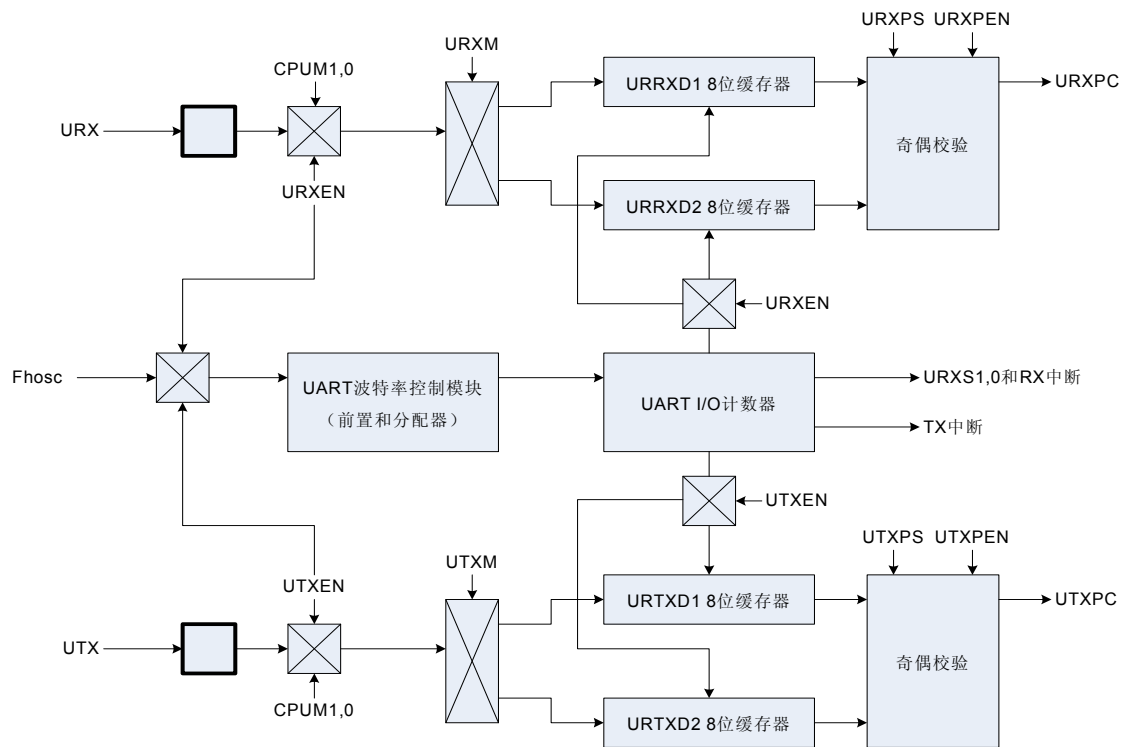 URXPS URXPEN
URXM
CPUM1,0
URRXD1 8位缓存器
URXPC
URX
奇偶校验
URXEN
URRXD2 8位缓存器
URXEN
Fhosc
UART波特率控制模块
（前置和分配器）
UART I/O计数器
URXS1,0和RX中断
TX中断
UTXEN
UTXPS UTXPEN
UTXM
UTXEN
URTXD1 8位缓存器
UTXPC
UTX
奇偶校验
CPUM1,0
URTXD2 8位缓存器